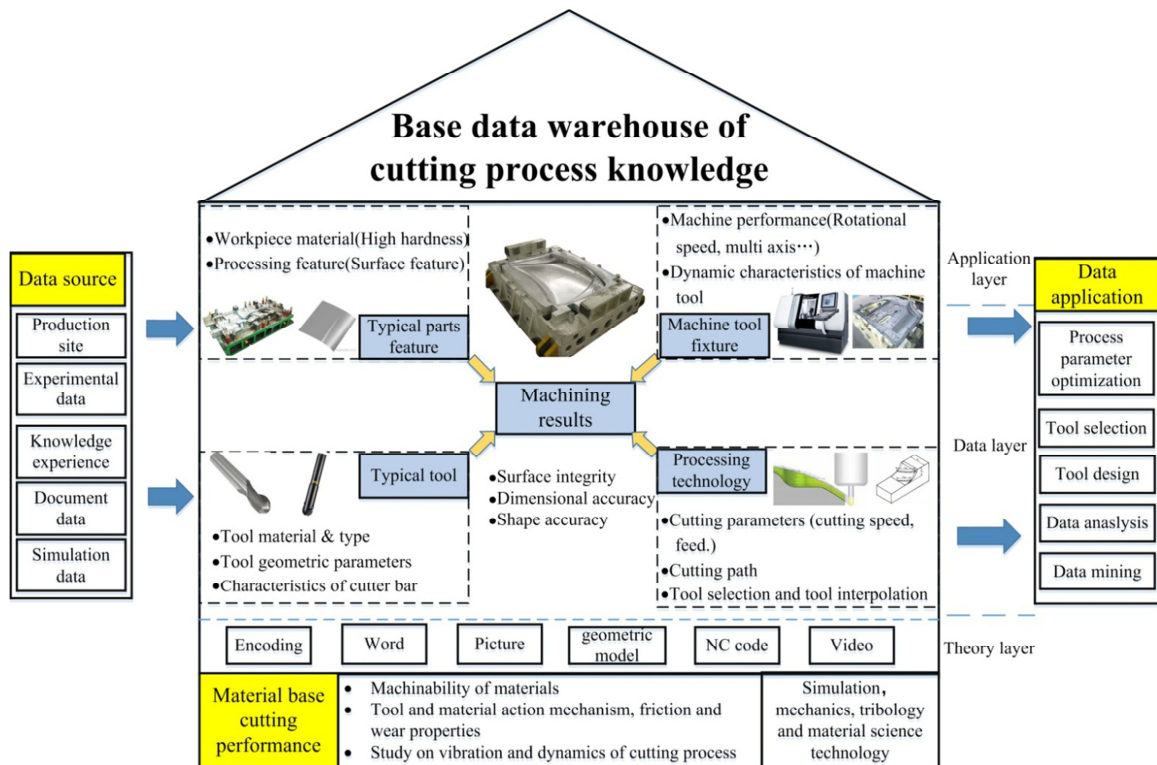 Base data warehouse of
cutting process knowledge
Data source
Production
site
Experimental
data
Knowledge
experience
Document
data
Simulation
data
●Workpiece material(High hardness)
●Processing feature(Surface feature)
Typical parts
feature
●Machine performance(Rotational
speed, multi axis···)
●Dynamic characteristics of machine
tool
Machine tool
fixture
Machining
results
●Surface integrity
●Dimensional accuracy
●Shape accuracy
Typical tool
●Tool material & type
●Tool geometric parameters
●Characteristics of cutter bar
Processing
technology
●Cutting parameters (cutting speed,
feed.)
●Cutting path
●Tool selection and tool interpolation
Application
layer
Data layer
Theory layer
Data
application
Process
parameter
optimization
Tool selection
Tool design
Data anaslysis
Data mining
Encoding
Word
Picture
geometric
model
NC code
Video
Material base
cutting
performance
● Machinability of materials
● Tool and material action mechanism, friction and
wear properties
● Study on vibration and dynamics of cutting process
Simulation,
mechanics, tribology
and material science
technology